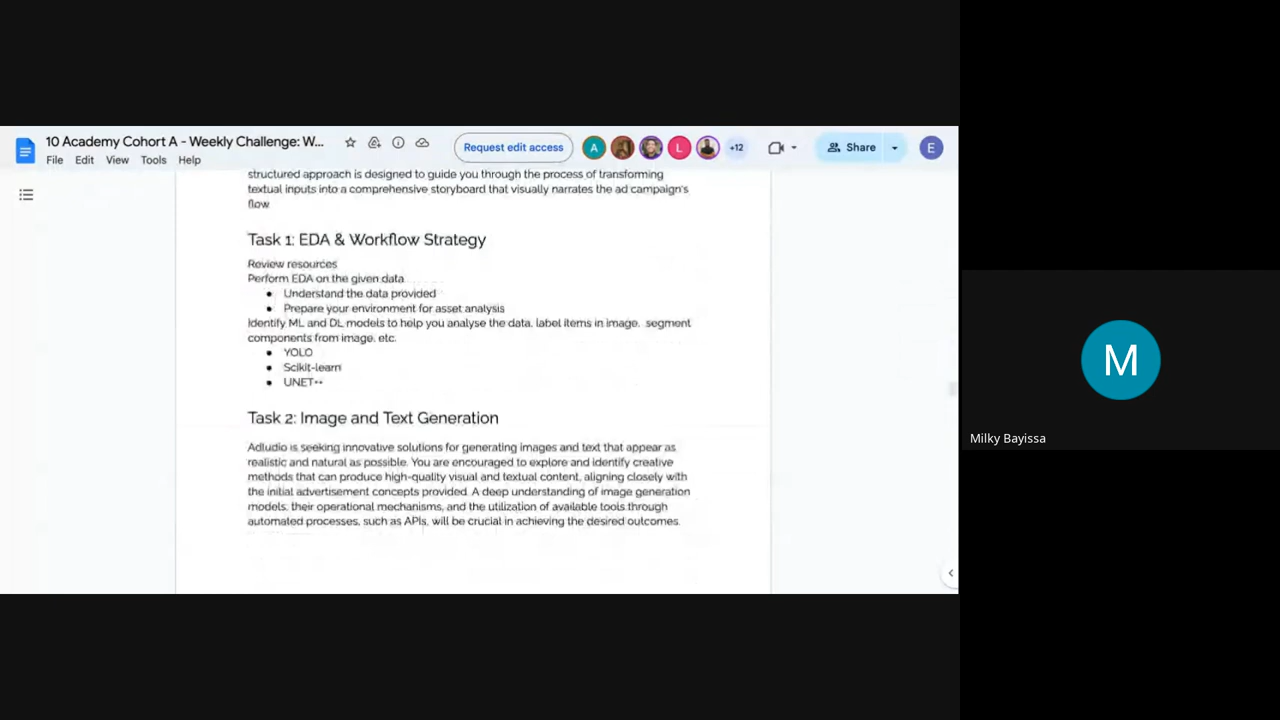 10 Academy Cohort A - Weekly Challenge: W...
File Edit View Tools Help
Request edit access
A
L
+12
Share
E
structured approach is designed to guide you through the process of transforming
textual inputs into a comprehensive storyboard that visually narrates the ad campaign's
flow
Task 1: EDA & Workflow Strategy
Review resources
Perform EDA on the given data
● Understand the data provided
● Prepare your environment for asset analysis
Identify ML and DL models to help you analyse the data, label items in image, segment
components from image, etc.
● YOLO
● Scikit-learn
● UNET++
Task 2: Image and Text Generation
Adludio is seeking innovative solutions for generating images and text that appear as
realistic and natural as possible. You are encouraged to explore and identify creative
methods that can produce high-quality visual and textual content, aligning closely with
the initial advertisement concepts provided. A deep understanding of image generation
models, their operational mechanisms, and the utilization of available tools through
automated processes, such as APIs, will be crucial in achieving the desired outcomes.
M
Milky Bayissa